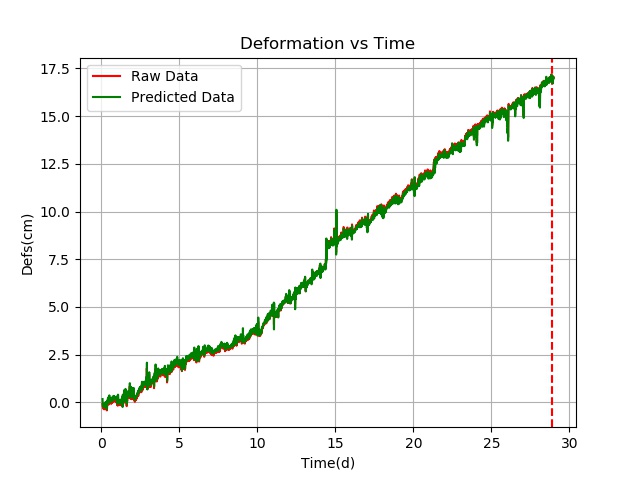 Deformation vs Time
Raw Data
Predicted Data
17.5
15.0
12.5
10.0
7.5
5.0
2.5
0.0
Defs(cm)
0 5 10 15 20 25 30
Time(d)